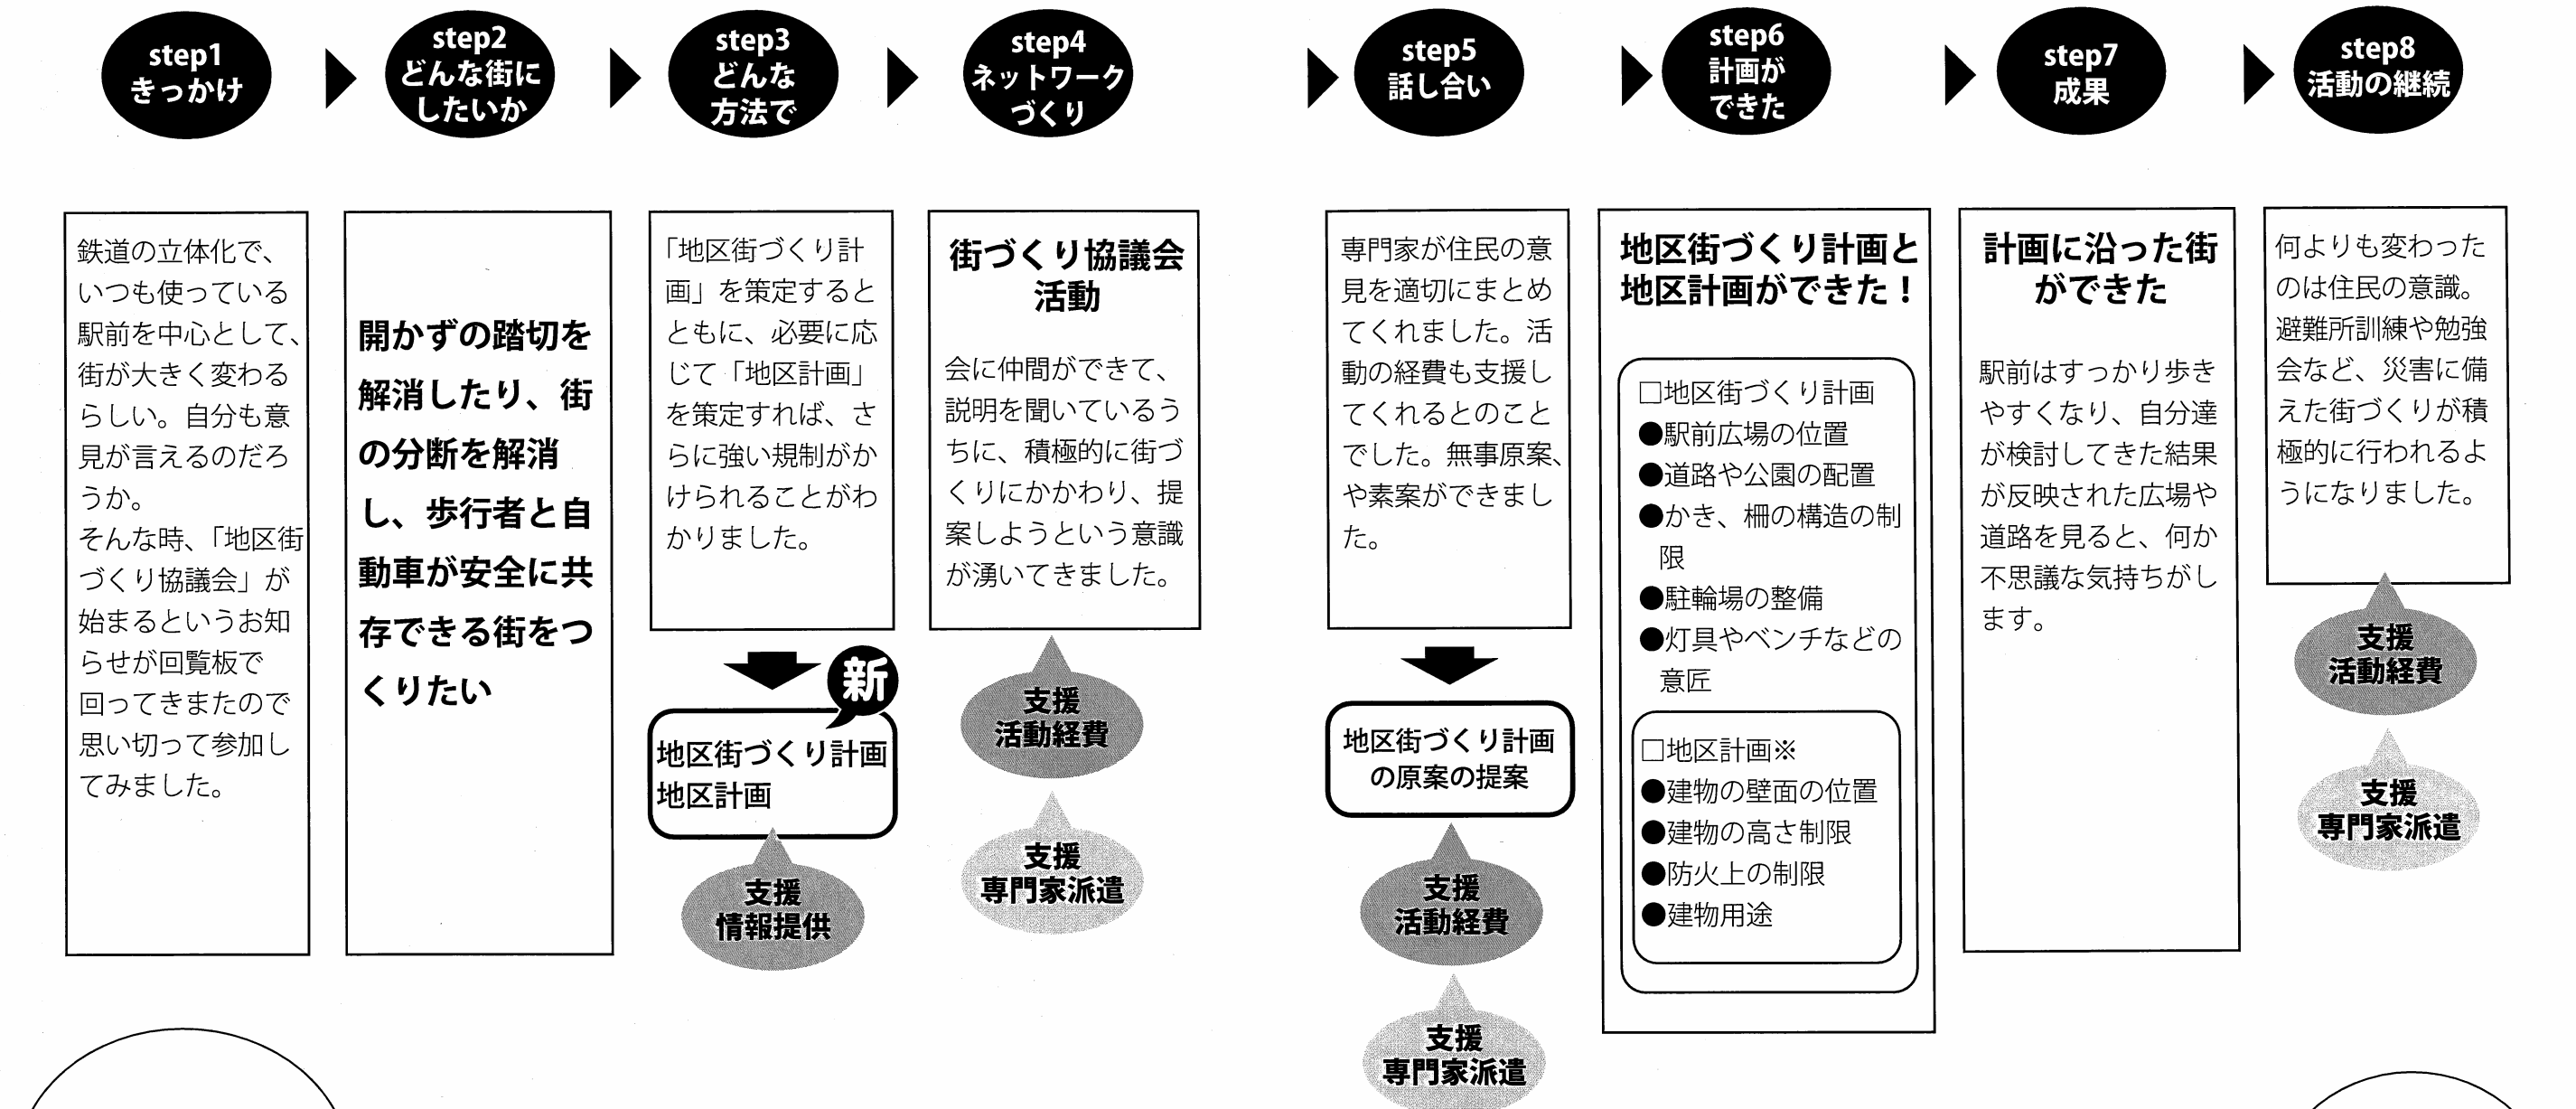 step1
きっかけ
step2
どんな街に
したいか
step3
どんな
方法で
step4
ネットワーク
づくり
step5
話し合い
step6
計画が
できた
step7
成果
step8
活動の継続
鉄道の立体化で、
いつも使っている
駅前を中心として、
街が大きく変わる
らしい。自分も意
見が言えるのだろ
うか。
そんな時、「地区街
づくり協議会」が
始まるというお知
らせが回覧板で
回ってきまたので
思い切って参加し
てみました。
開かずの踏切を
解消したり、街
の分断を解消
し、歩行者と自
動車が安全に共
存できる街をつ
くりたい
「地区街づくり計
画」を策定すると
ともに、必要に応
じて「地区計画」
を策定すれば、さ
らに強い規制がか
けられることがわ
かりました。
新
地区街づくり計画
地区計画
支援
情報提供
街づくり協議会
活動
会に仲間ができて、
説明を聞いているう
ちに、積極的に街づ
くりにかかわり、提
案しようという意識
が湧いてきました。
支援
活動経費
支援
専門家派遣
専門家が住民の意
見を適切にまとめ
てくれました。活
動の経費も支援し
てくれるとのこと
でした。無事原案、
や素案ができまし
た。
地区街づくり計画
の原案の提案
支援
活動経費
支援
専門家派遣
地区街づくり計画と
地区計画ができた！
□地区街づくり計画
●駅前広場の位置
●道路や公園の配置
●かき、柵の構造の制
限
●駐輪場の整備
●灯具やベンチなどの
意匠
□地区計画※
●建物の壁面の位置
●建物の高さ制限
●防火上の制限
●建物用途
計画に沿った街
ができた
駅前はすっかり歩き
やすくなり、自分達
が検討してきた結果
が反映された広場や
道路を見ると、何か
不思議な気持ちがし
ます。
何よりも変わった
のは住民の意識。
避難所訓練や勉強
会など、災害に備
えた街づくりが積
極的に行われるよ
うになりました。
支援
活動経費
支援
専門家派遣